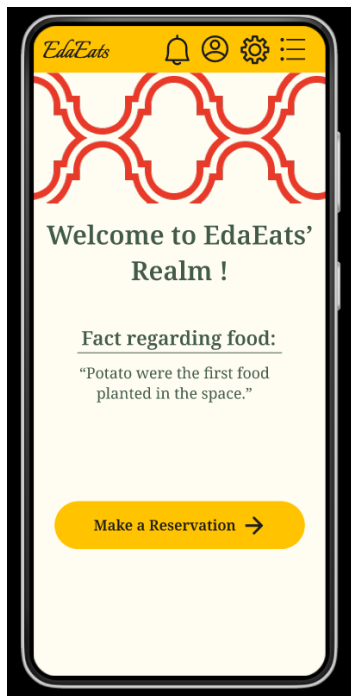 EdaEats
Welcome to EdaEats’
Realm !
Fact regarding food:
“Potato were the first food
planted in the space.”
Make a Reservation